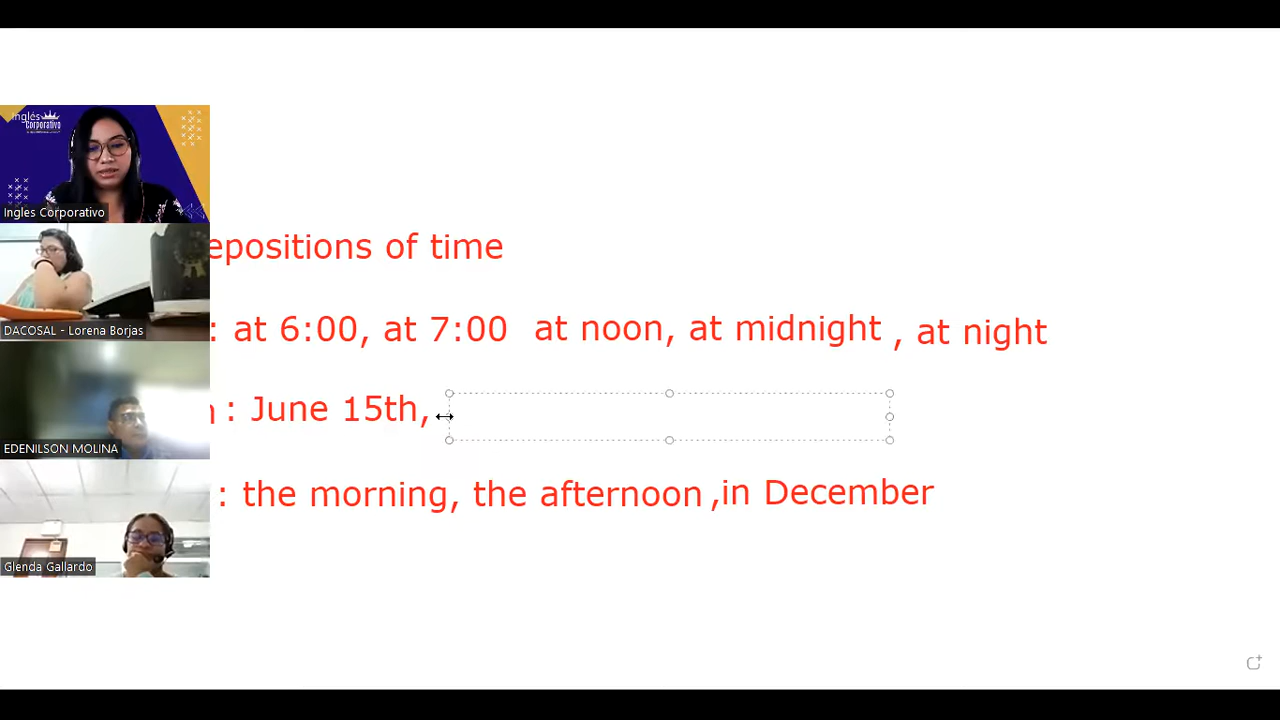 Inglés
Corporativo
Ingles Corporativo
epositions of time
DACOSAL - Lorena Borjas
: at 6:00, at 7:00 at noon, at midnight , at night
: June 15th,
EDENILSON MOLINA
: the morning, the afternoon ,in December
Glenda Gallardo